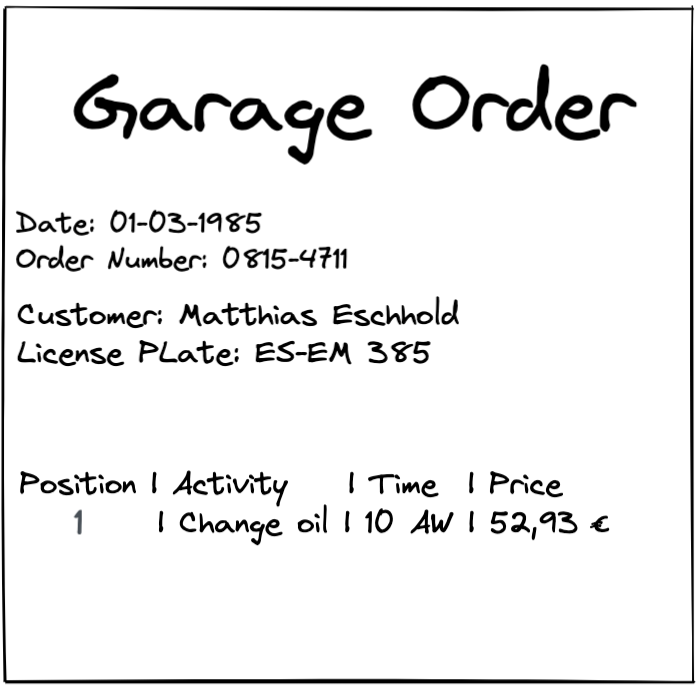 Garage Order
Date: 01-03-1985
Order Number: 0815-4711
Customer: Matthias Eschhold
License PLate: ES-EM 385
Position | Activity | Time | Price
1 | Change oil | 10 AW | 52,93 €